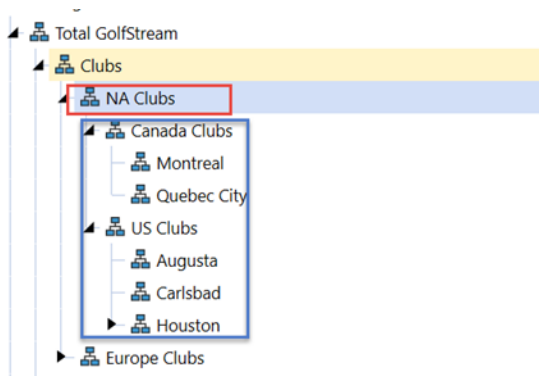 Total GolfStream
Clubs
NA Clubs
Canada Clubs
Montreal
Quebec City
US Clubs
Augusta
Carlsbad
Houston
Europe Clubs